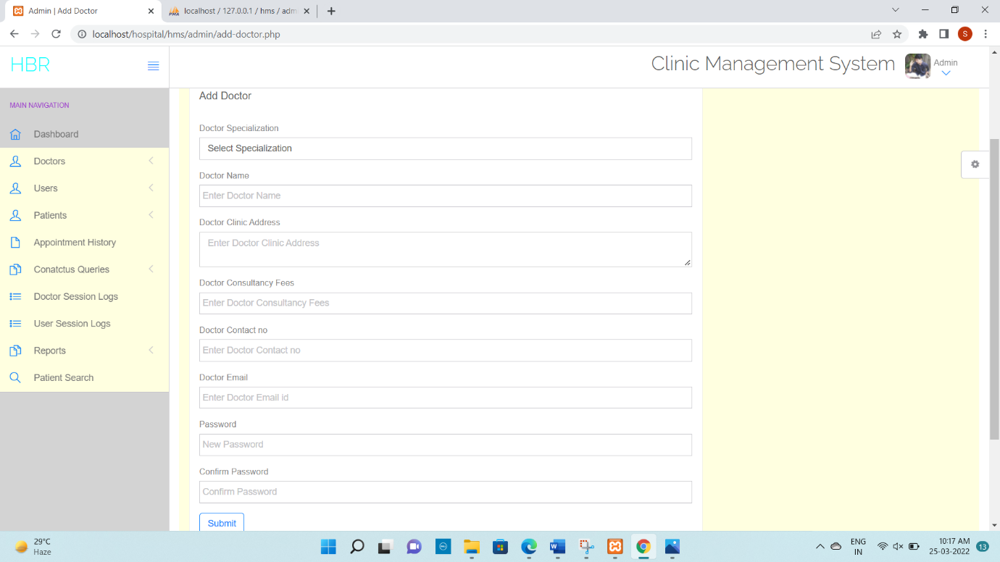 Admin | Add Doctor
localhost / 127.0.0.1 / hms / adm
localhost/hospital/hms/admin/add-doctor.php
S
HBR
Clinic Management System
Admin
MAIN NAVIGATION
Dashboard
Doctors
Users
Patients
Appointment History
Conatctus Queries
Doctor Session Logs
User Session Logs
Reports
Patient Search
Add Doctor
Doctor Specialization
Select Specialization
Doctor Name
Enter Doctor Name
Doctor Clinic Address
Enter Doctor Clinic Address
Doctor Consultancy Fees
Enter Doctor Consultancy Fees
Doctor Contact no
Enter Doctor Contact no
Doctor Email
Enter Doctor Email id
Password
New Password
Confirm Password
Confirm Password
Submit
29°C
Haze
ENG
IN
10:17 AM
25-03-2022
13